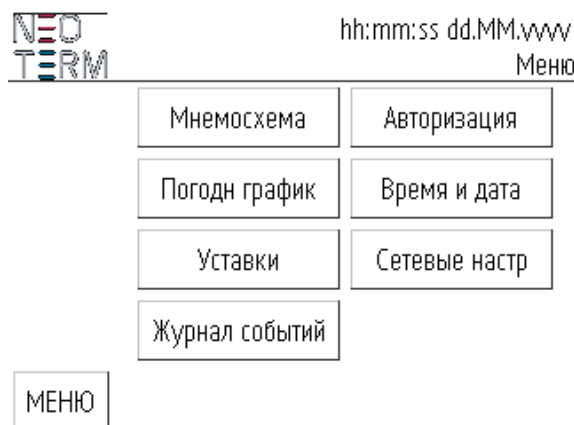 NEO
TERM
hh:mm:ss dd.MM.yyyy
Меню
Мнемосхема
Авторизация
Погодн график
Время и дата
Уставки
Сетевые настр
Журнал событий
МЕНЮ